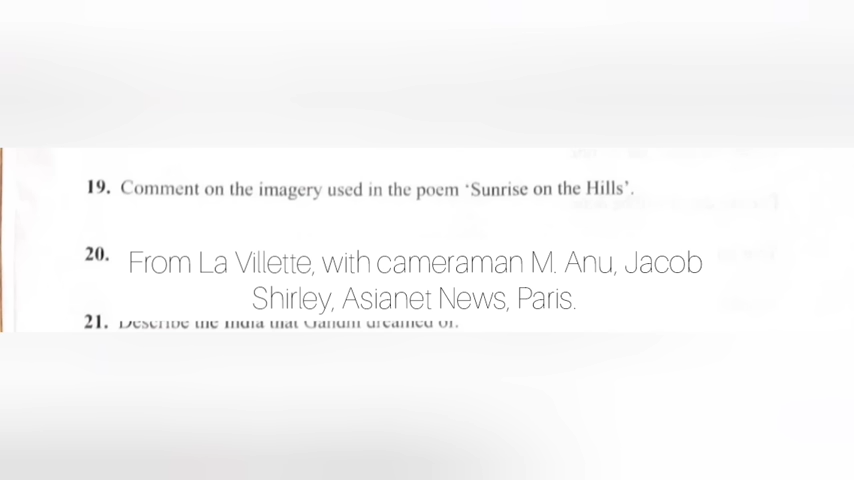 19. Comment on the imagery used in the poem ‘Sunrise on the Hills’.
20. From La Villette, with cameraman M. Anu, Jacob
Shirley, Asianet News, Paris.
21. Describe the India that Gandhi dreamed of.